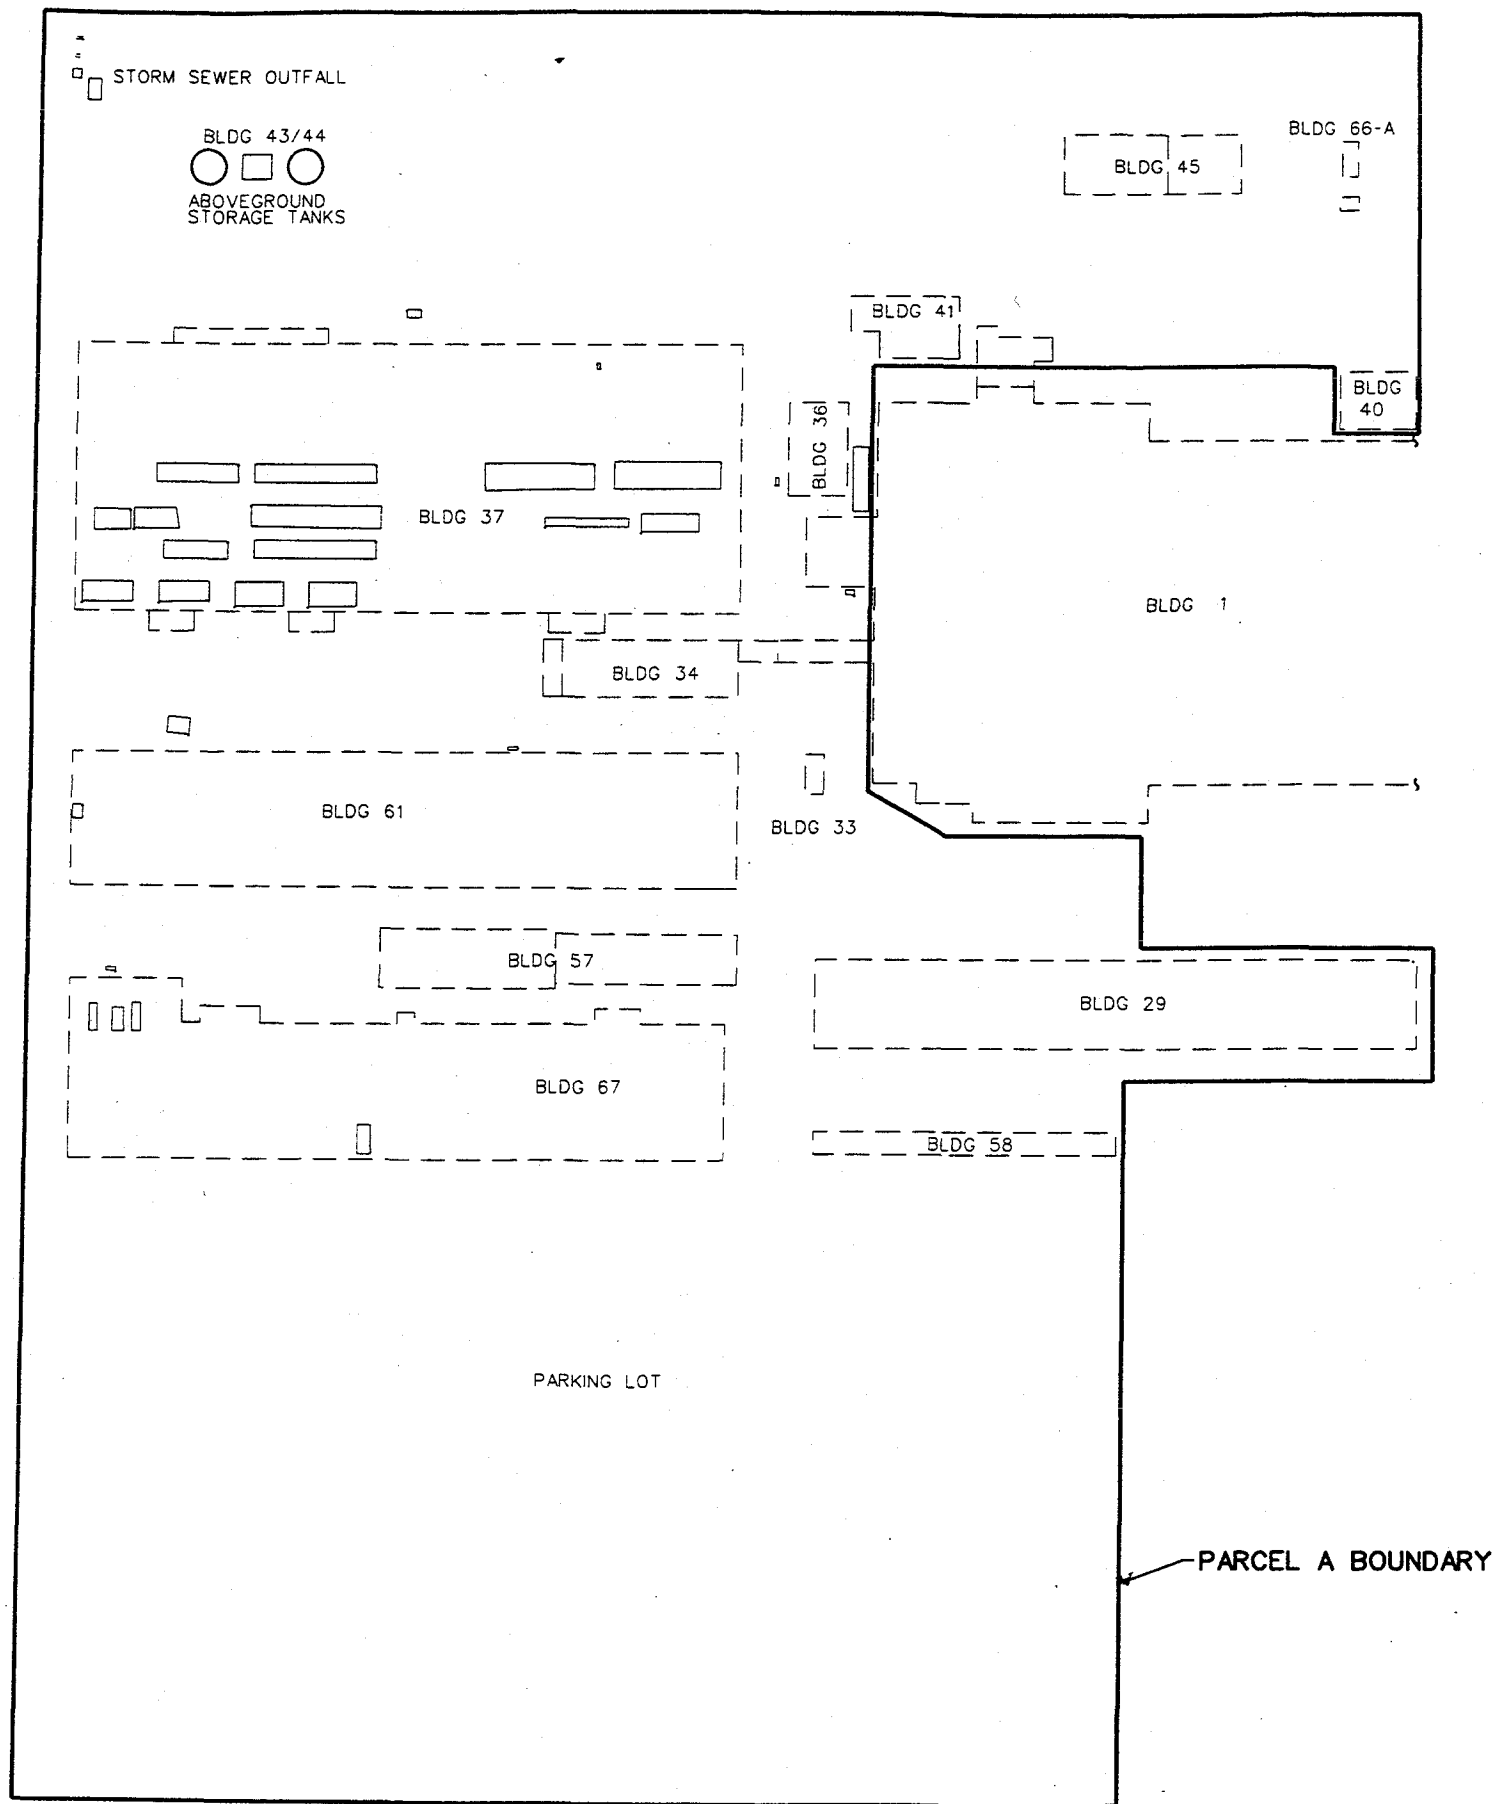 STORM SEWER OUTFALL
BLDG 43/44
ABOVEGROUND
STORAGE TANKS
BLDG 66-A
BLDG 45
BLDG 41
BLDG
40
BLDG 36
BLDG 37
BLDG 1
BLDG 34
BLDG 61
BLDG 33
BLDG 57
BLDG 29
BLDG 67
BLDG 58
PARKING LOT
PARCEL A BOUNDARY